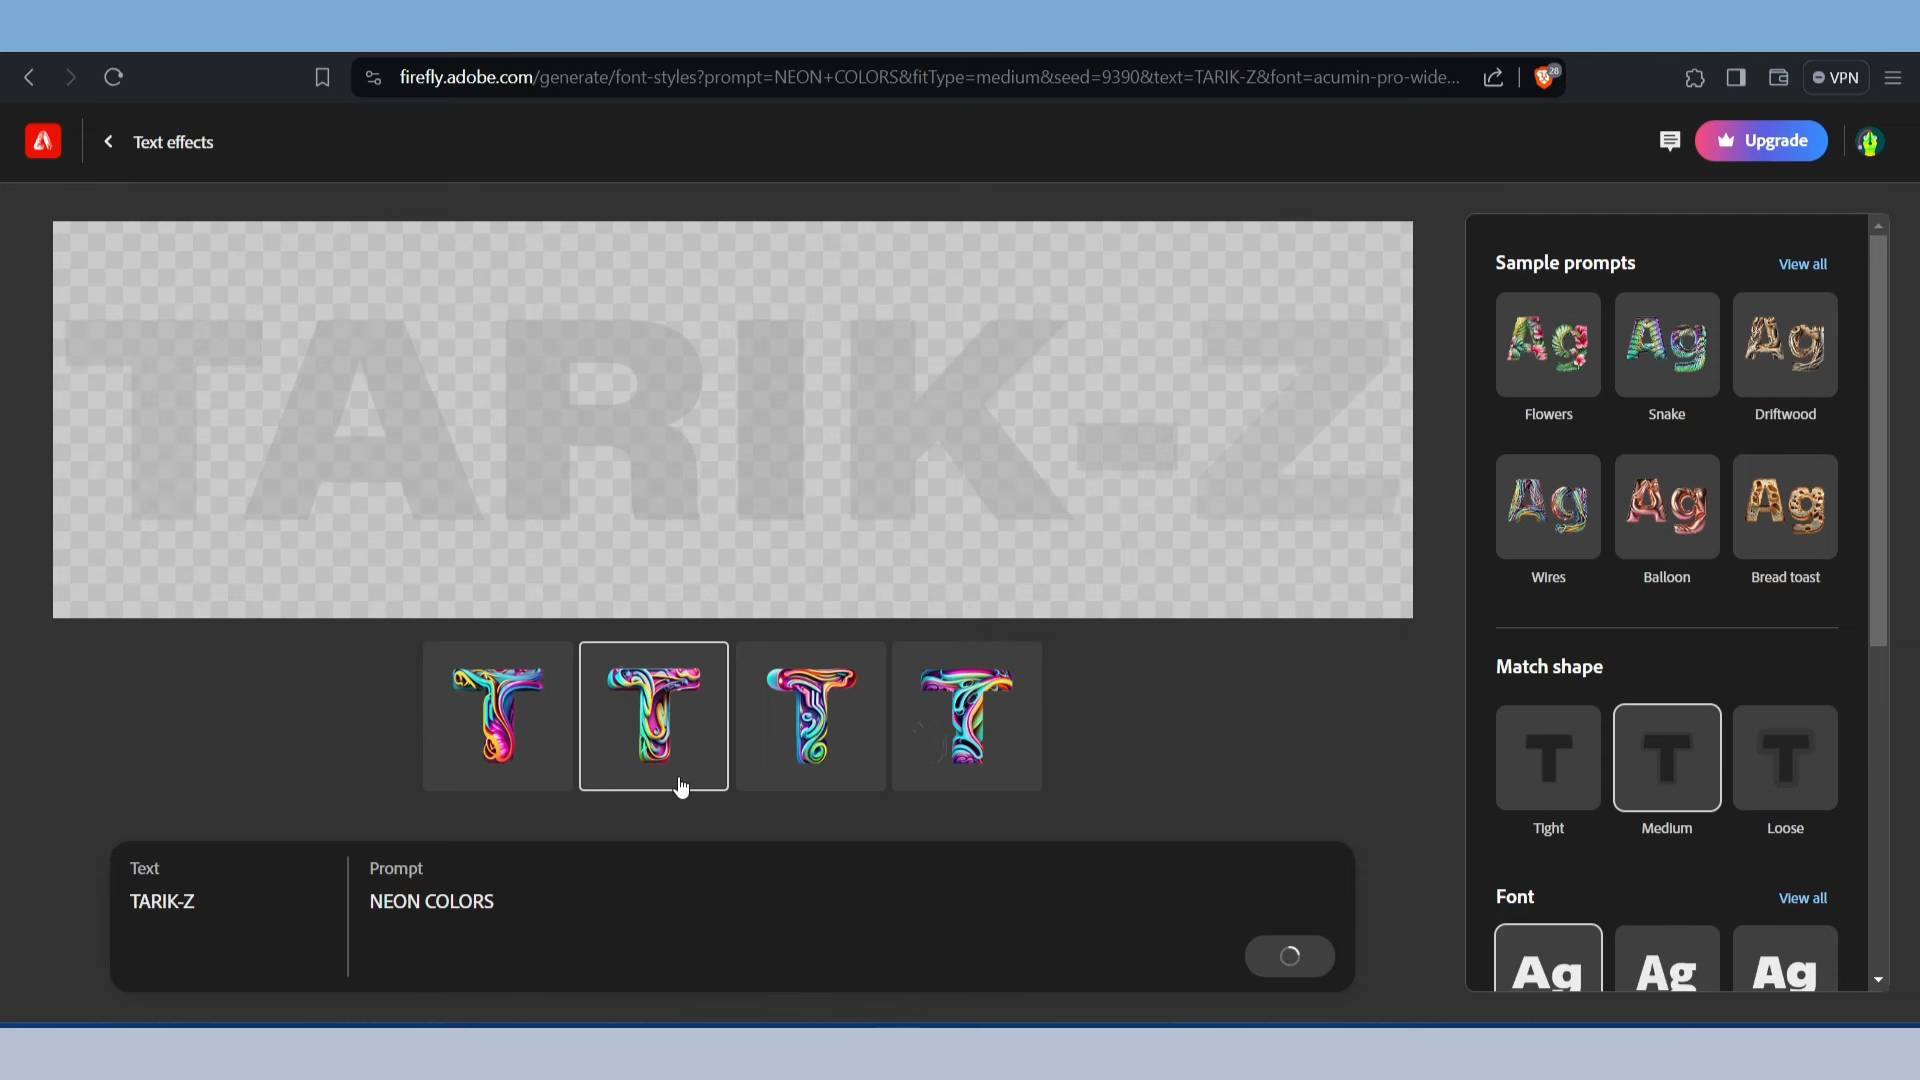 firefly.adobe.com/generate/font-styles?prompt=NEON+COLORS&fitType=medium&seed=9390&text=TARIK-Z&font=acumin-pro-wide...
28
VPN
Text effects
Upgrade
TARIK-Z
Sample prompts
View all
Ag
Ag
Ag
Flowers
Snake
Driftwood
Ag
Ag
Ag
Wires
Balloon
Bread toast
Match shape
T
T
T
Tight
Medium
Loose
T
T
T
T
Text
Prompt
TARIK-Z
NEON COLORS
Font
View all
Ag
Ag
Ag